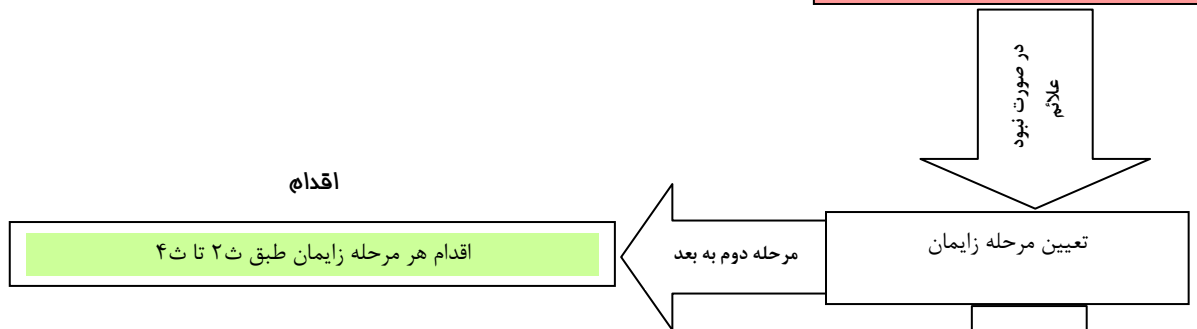 در صورت نبود
علائم
اقدام
تعیین مرحله زایمان
مرحله دوم به بعد
اقدام هر مرحله زایمان طبق ث۲ تا ث۴